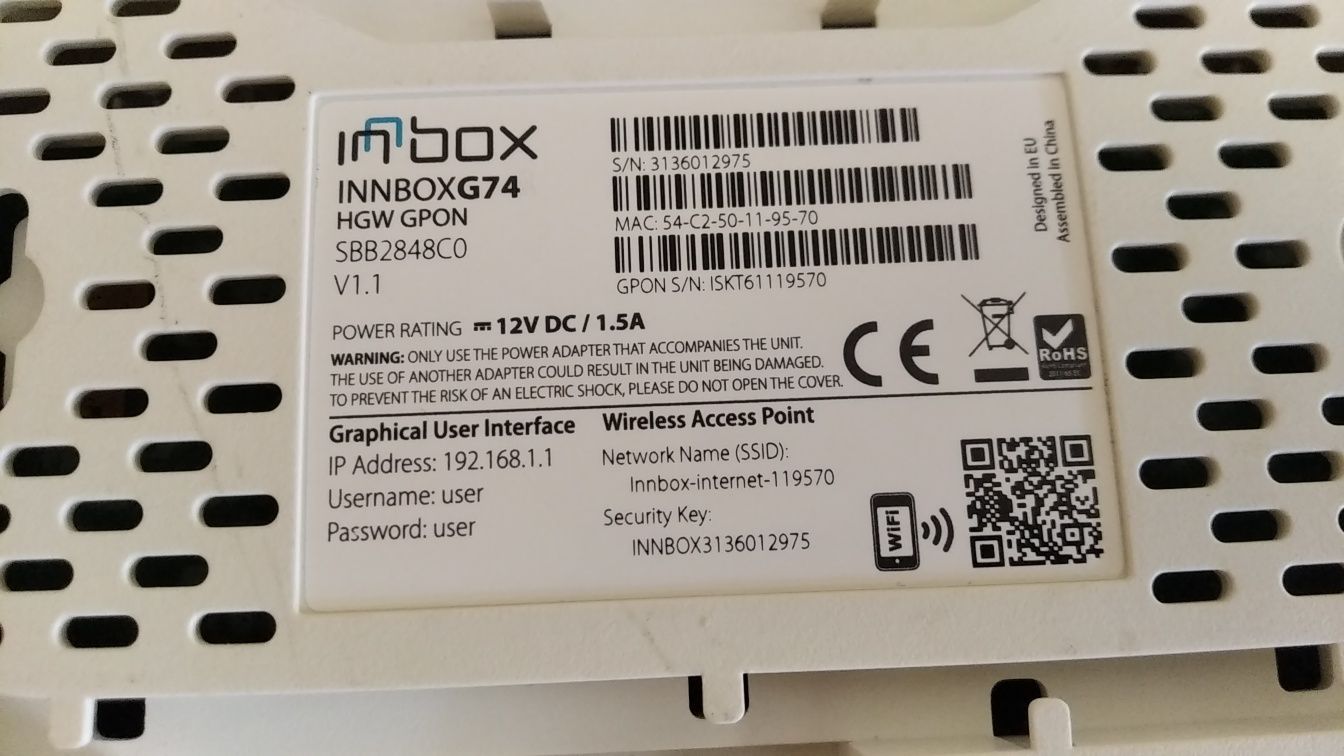 innbox
INNBOXG74
HGW GPON
SBB2848C0
V1.1
S/N: 3136012975
MAC: 54-C2-50-11-95-70
GPON S/N: ISKT61119570
Designed in EU
Assembled in China
POWER RATING ⎓ 12V DC / 1.5A
WARNING: ONLY USE THE POWER ADAPTER THAT ACCOMPANIES THE UNIT.
THE USE OF ANOTHER ADAPTER COULD RESULT IN THE UNIT BEING DAMAGED.
TO PREVENT THE RISK OF AN ELECTRIC SHOCK, PLEASE DO NOT OPEN THE COVER.
CE
RoHS
Graphical User Interface
IP Address: 192.168.1.1
Username: user
Password: user
Wireless Access Point
Network Name (SSID):
Innbox-internet-119570
Security Key:
INNBOX3136012975
WiFi